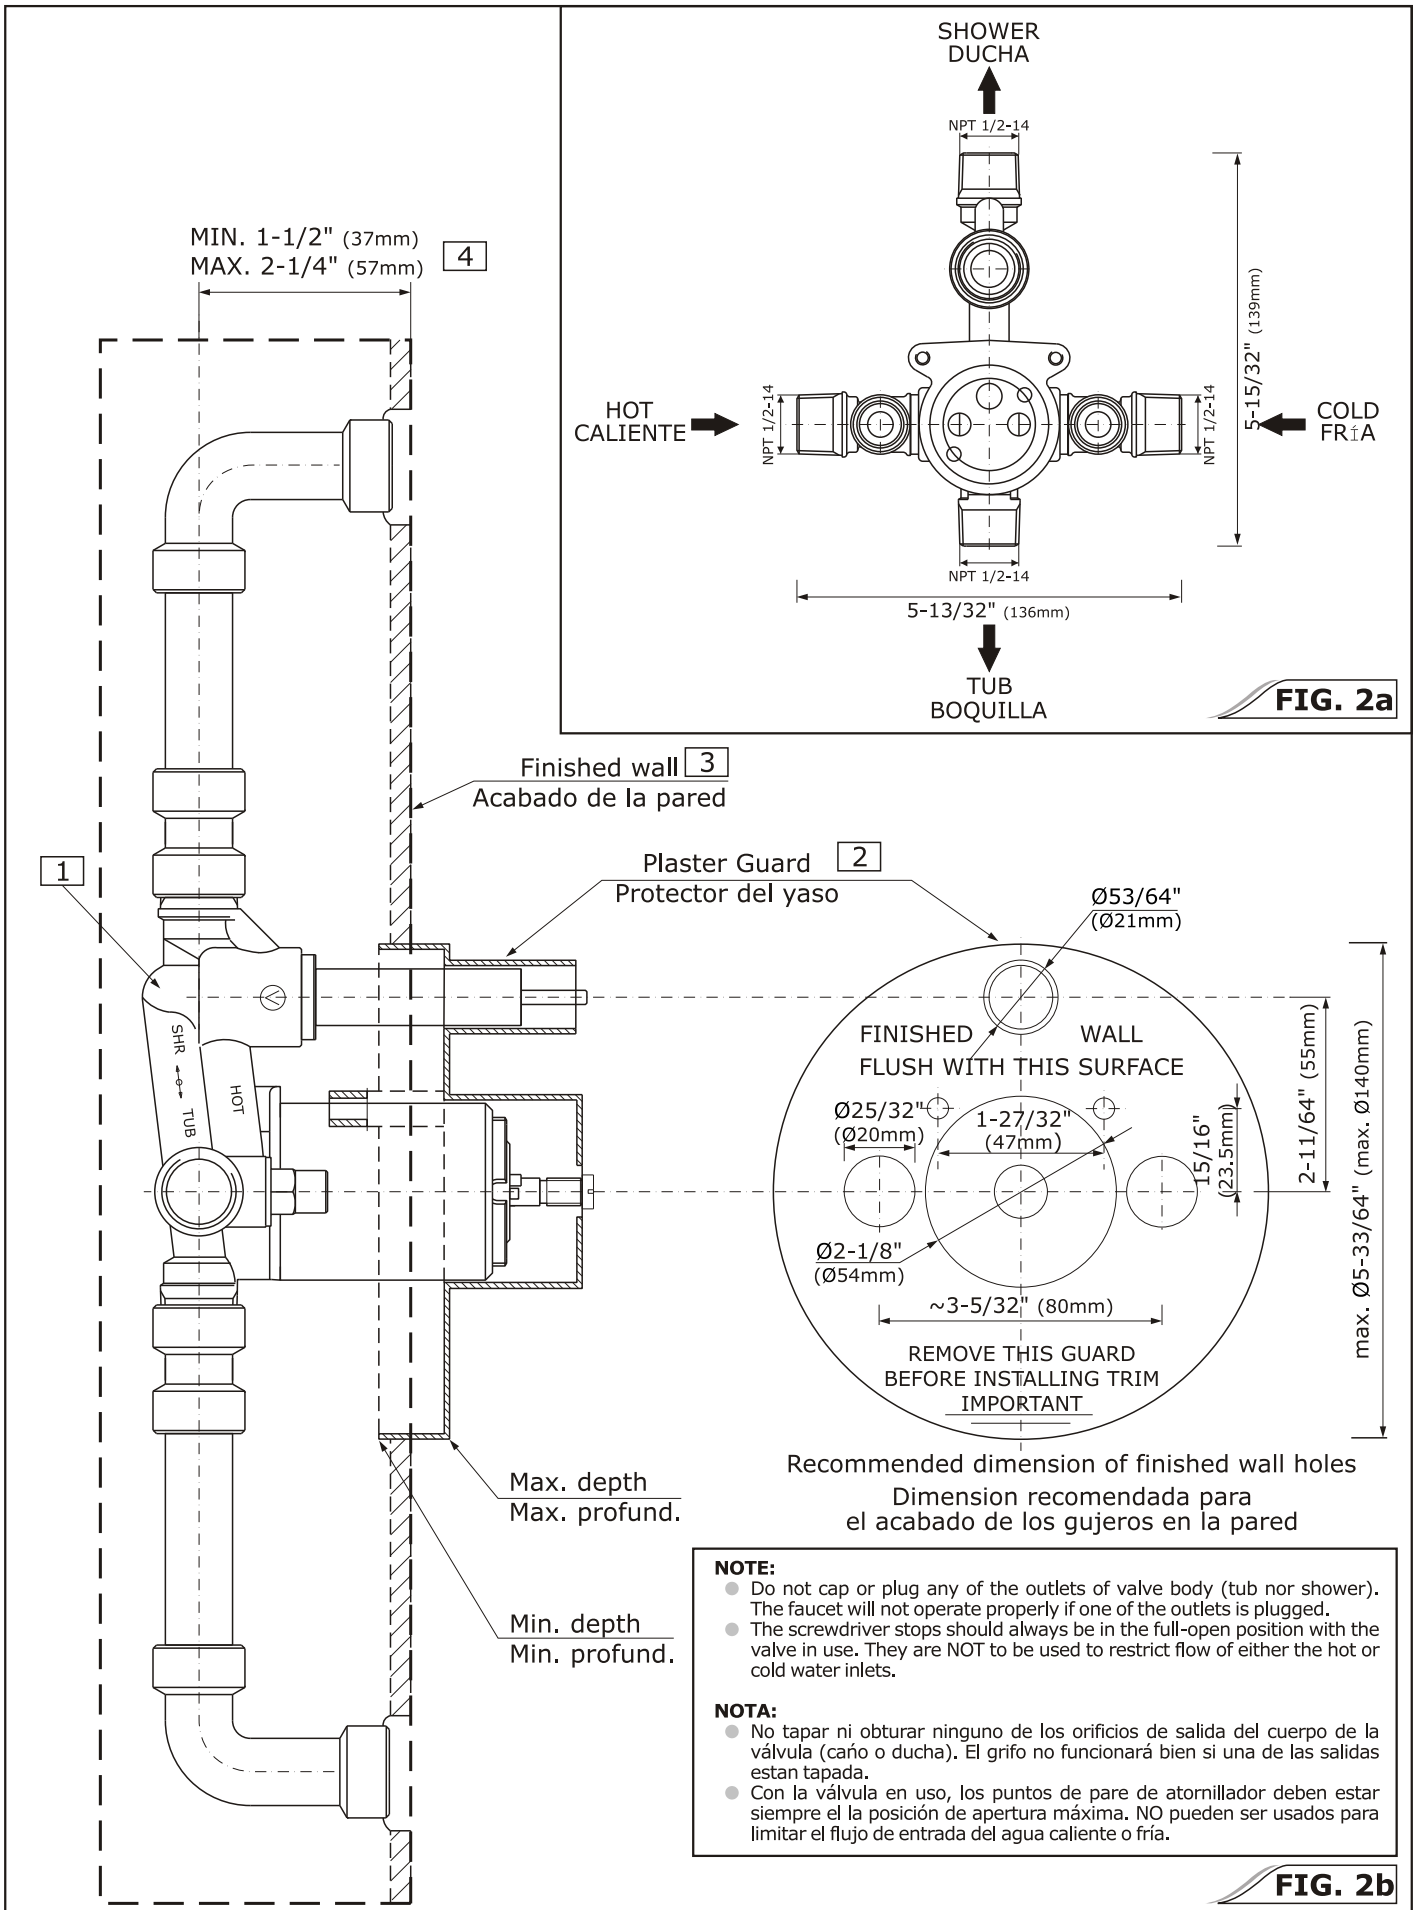 SHOWER
DUCHA
NPT 1/2-14
5-15/32" (139mm)
HOT
CALIENTE
NPT 1/2-14
NPT 1/2-14
COLD
FRÍA
NPT 1/2-14
5-13/32" (136mm)
TUB
BOQUILLA
FIG. 2a
MIN. 1-1/2" (37mm)
MAX. 2-1/4" (57mm)
4
Finished wall 3
Acabado de la pared
1
Plaster Guard 2
Protector del yaso
SHR
TUB
HOT
V
Ø53/64"
(Ø21mm)
FINISHED WALL
FLUSH WITH THIS SURFACE
Ø25/32"
(Ø20mm)
1-27/32"
(47mm)
15/16"
(23.5mm)
2-11/64" (55mm)
max. Ø5-33/64" (max. Ø140mm)
Ø2-1/8"
(Ø54mm)
~3-5/32" (80mm)
REMOVE THIS GUARD
BEFORE INSTALLING TRIM
IMPORTANT
Recommended dimension of finished wall holes
Dimension recomendada para
el acabado de los gujeros en la pared
Max. depth
Max. profund.
Min. depth
Min. profund.
NOTE:
Do not cap or plug any of the outlets of valve body (tub nor shower).
The faucet will not operate properly if one of the outlets is plugged.
The screwdriver stops should always be in the full-open position with the
valve in use. They are NOT to be used to restrict flow of either the hot or
cold water inlets.
NOTA:
No tapar ni obturar ninguno de los orificios de salida del cuerpo de la
válvula (caño o ducha). El grifo no funcionará bien si una de las salidas
estan tapada.
Con la válvula en uso, los puntos de pare de atornillador deben estar
siempre el la posición de apertura máxima. NO pueden ser usados para
limitar el flujo de entrada del agua caliente o fría.
FIG. 2b